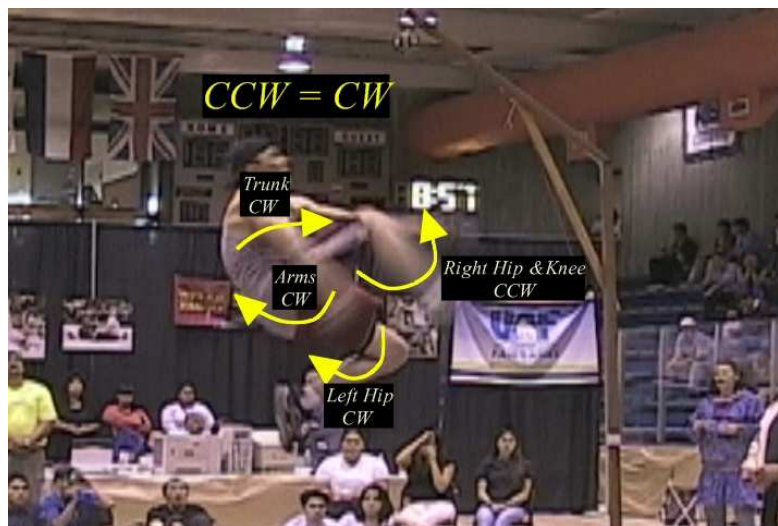 CCW = CW
Trunk
CW
8:57
Arms
CW
Right Hip &Knee
CCW
Left Hip
CW